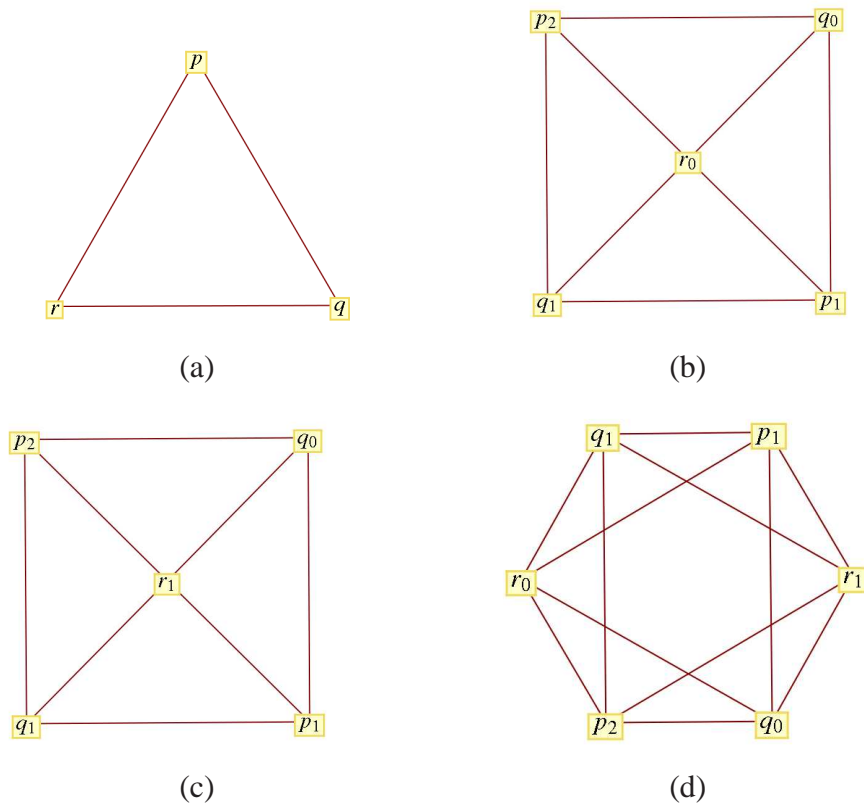 p
r
q
(a)
p₂ q₀
r₀
q₁ p₁
(b)
p₂ q₀
r₁
q₁ p₁
(c)
q₁ p₁
r₀ r₁
p₂ q₀
(d)